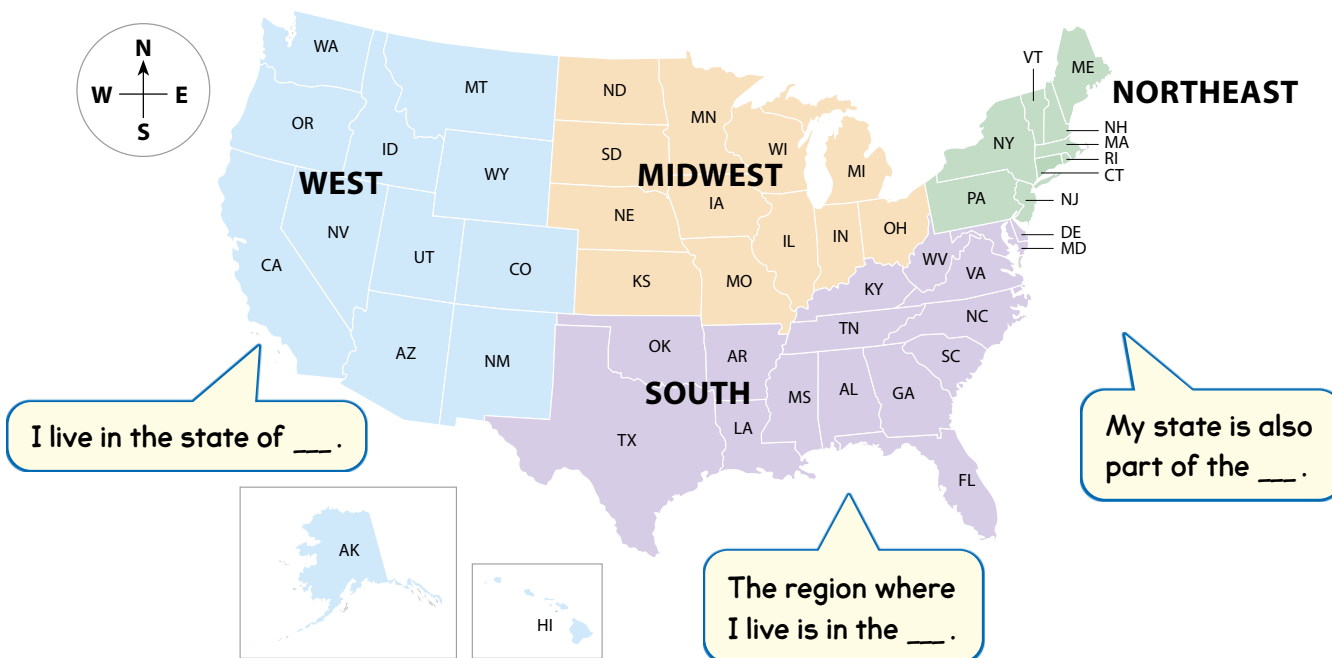 N
W E
S
WA
MT
ND
MN
VT
ME
NORTHEAST
OR
ID
SD
WI
MI
NY
NH
MA
RI
CT
WEST
WY
MIDWEST
NE
IA
PA
NJ
NV
UT
CO
IL
IN
OH
DE
MD
CA
KS
MO
WV
VA
KY
AZ
NM
OK
AR
TN
NC
SC
SOUTH
TX
LA
MS
AL
GA
FL
I live in the state of ___ .
My state is also
part of the ___ .
AK
HI
The region where
I live is in the ___ .